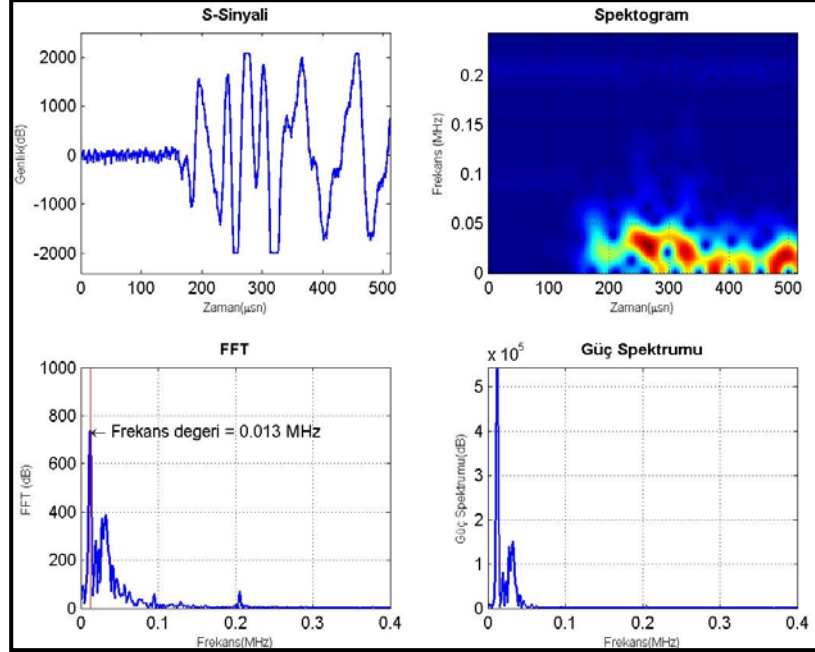 S-Sinyali
Genlik(dB)
2000
1000
0
-1000
-2000
0 100 200 300 400 500
Zaman(µsn)
Spektogram
Frekans (MHz)
0.2
0.15
0.1
0.05
0
0 100 200 300 400 500
Zaman(µsn)
FFT
FFT (dB)
1000
800
600
400
200
0
← Frekans degeri = 0.013 MHz
0 0.1 0.2 0.3 0.4
Frekans(MHz)
Güç Spektrumu
x 10^5
Güç Spektrumu(dB)
5
4
3
2
1
0
0 0.1 0.2 0.3 0.4
Frekans(MHz)